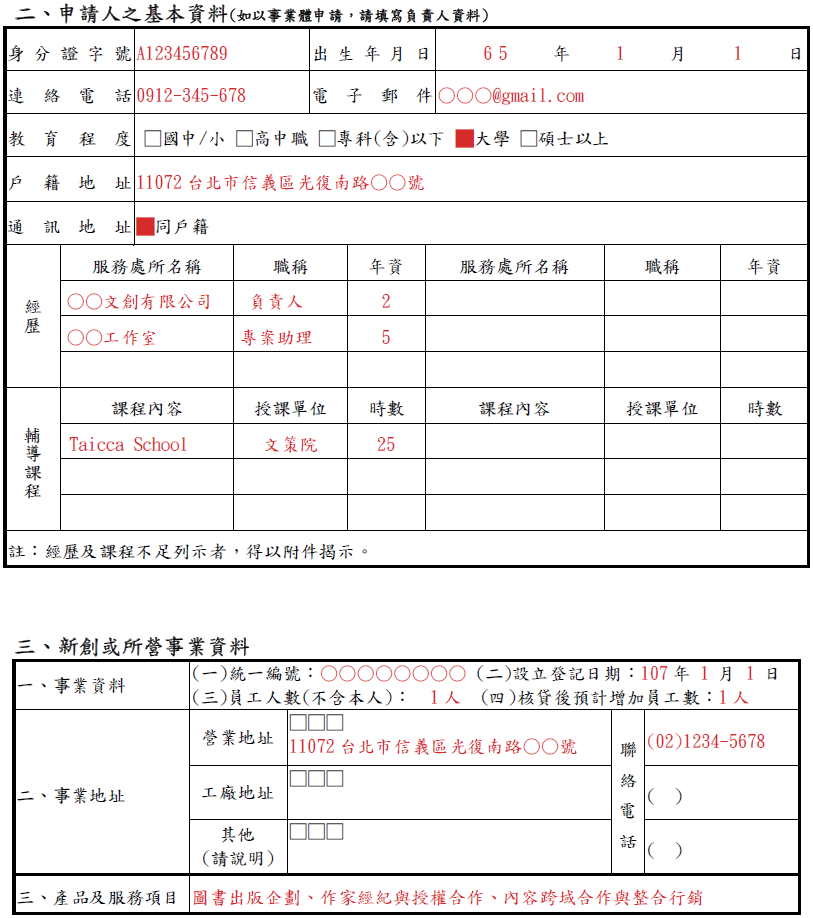 二、申請人之基本資料(如以事業體申請，請填寫負責人資料)
身分證字號 A123456789 出生年月日 65 年 1 月 1 日
連絡電話 0912-345-678 電子郵件 ○○○@gmail.com
教育程度 □國中/小 □高中職 □專科(含)以下 ■大學 □碩士以上
戶籍地址 11072 台北市信義區光復南路○○號
通訊地址 ■同戶籍
經歷
服務處所名稱 職稱 年資 服務處所名稱 職稱 年資
○○文創有限公司 負責人 2
○○工作室 專案助理 5
輔導課程
課程內容 授課單位 時數 課程內容 授課單位 時數
Taicca School 文策院 25
註：經歷及課程不足列示者，得以附件揭示。
三、新創或所營事業資料
一、事業資料
(一)統一編號：○○○○○○○○ (二)設立登記日期：107 年 1 月 1 日
(三)員工人數(不含本人)： 1人 (四)核貸後預計增加員工數：1人
二、事業地址
營業地址 □□□
11072 台北市信義區光復南路○○號
聯絡電話
(02)1234-5678
工廠地址 □□□
( )
其他 □□□
(請說明)
( )
三、產品及服務項目 圖書出版企劃、作家經紀與授權合作、內容跨域合作與整合行銷